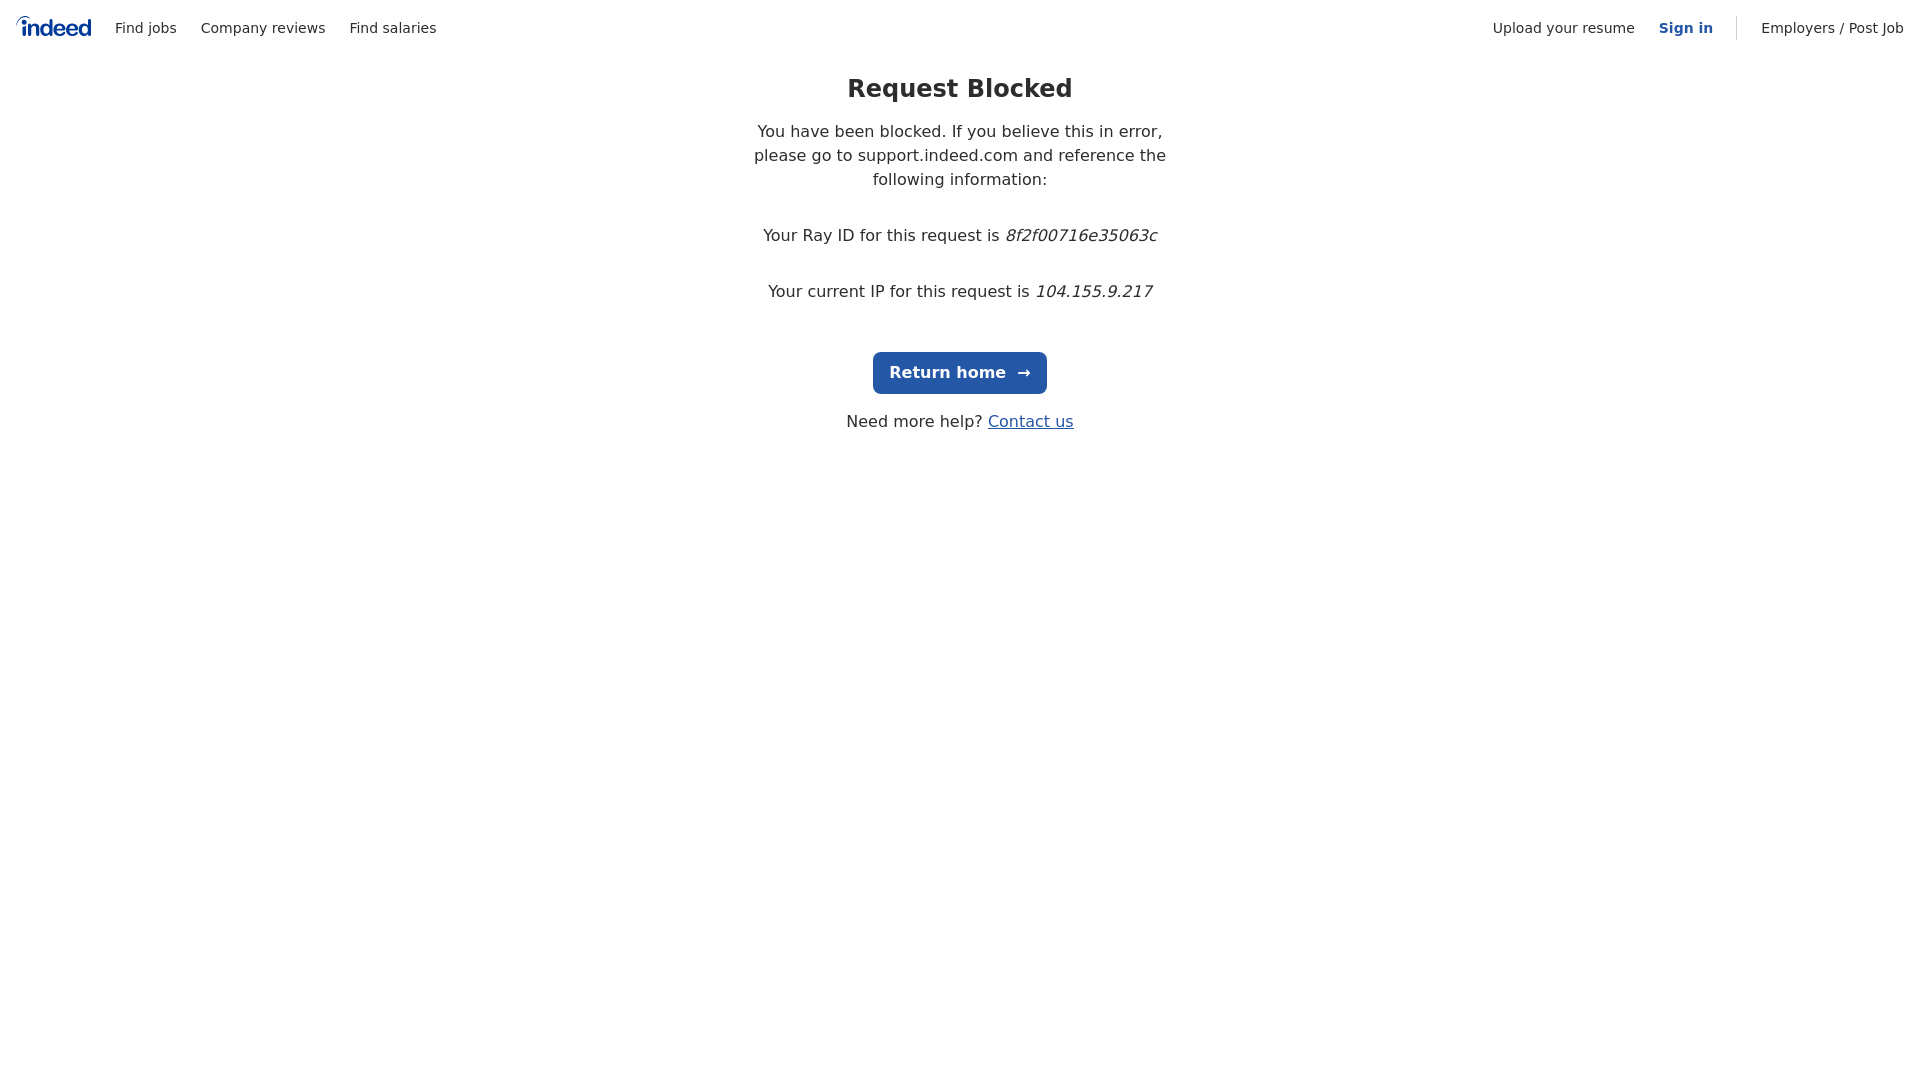 indeed Find jobs Company reviews Find salaries Upload your resume Sign in Employers / Post Job
Request Blocked
You have been blocked. If you believe this in error,
please go to support.indeed.com and reference the
following information:
Your Ray ID for this request is 8f2f00716e35063c
Your current IP for this request is 104.155.9.217
Return home →
Need more help? Contact us